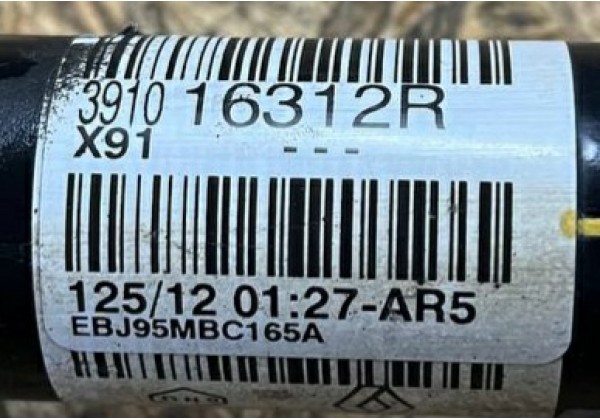 3910 16312R
X91 ---
125/12 01:27-AR5
EBJ95MBC165A